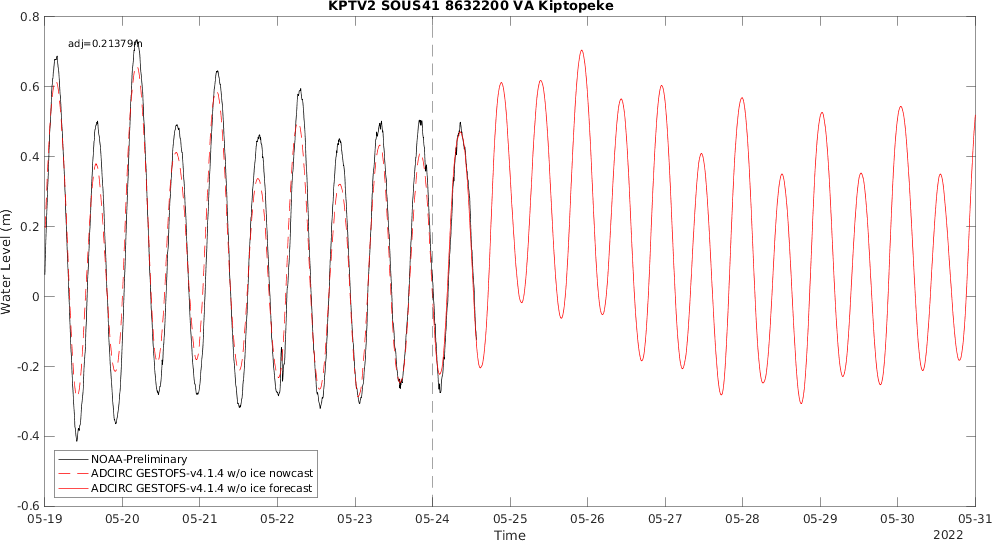 KPTV2 SOUS41 8632200 VA Kiptopeke
adj=0.21379m
Water Level (m)
0.8
0.6
0.4
0.2
0
-0.2
-0.4
-0.6
NOAA-Preliminary
ADCIRC GESTOFS-v4.1.4 w/o ice nowcast
ADCIRC GESTOFS-v4.1.4 w/o ice forecast
05-19 05-20 05-21 05-22 05-23 05-24 05-25 05-26 05-27 05-28 05-29 05-30 05-31
Time
2022